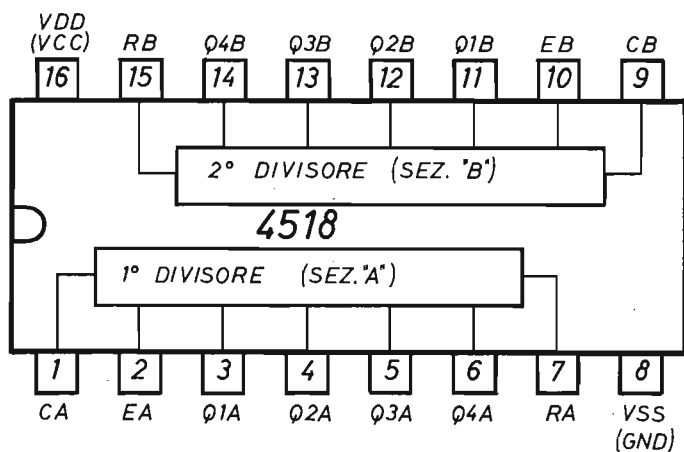 VDD
(VCC) RB Q4B Q3B Q2B Q1B EB CB
16 15 14 13 12 11 10 9
2° DIVISORE (SEZ. "B")
4518
1° DIVISORE (SEZ. "A")
1 2 3 4 5 6 7 8
CA EA Q1A Q2A Q3A Q4A RA VSS
(GND)